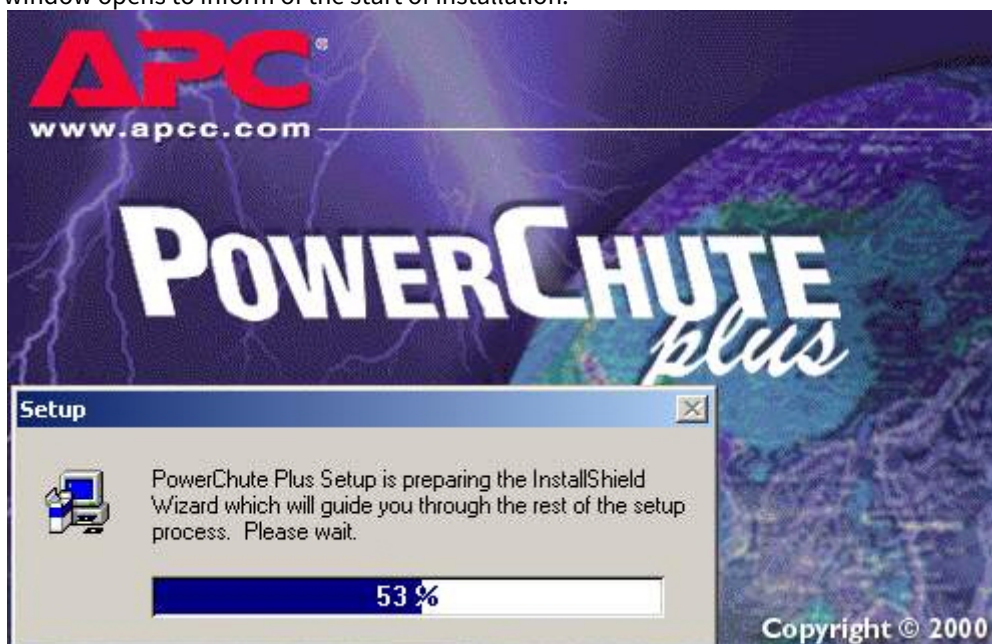 window opens to inform of the start of installation.
APC®
www.apcc.com
POWERCHUTE
plus
Setup
PowerChute Plus Setup is preparing the InstallShield
Wizard which will guide you through the rest of the setup
process. Please wait.
53 %
Copyright © 2000